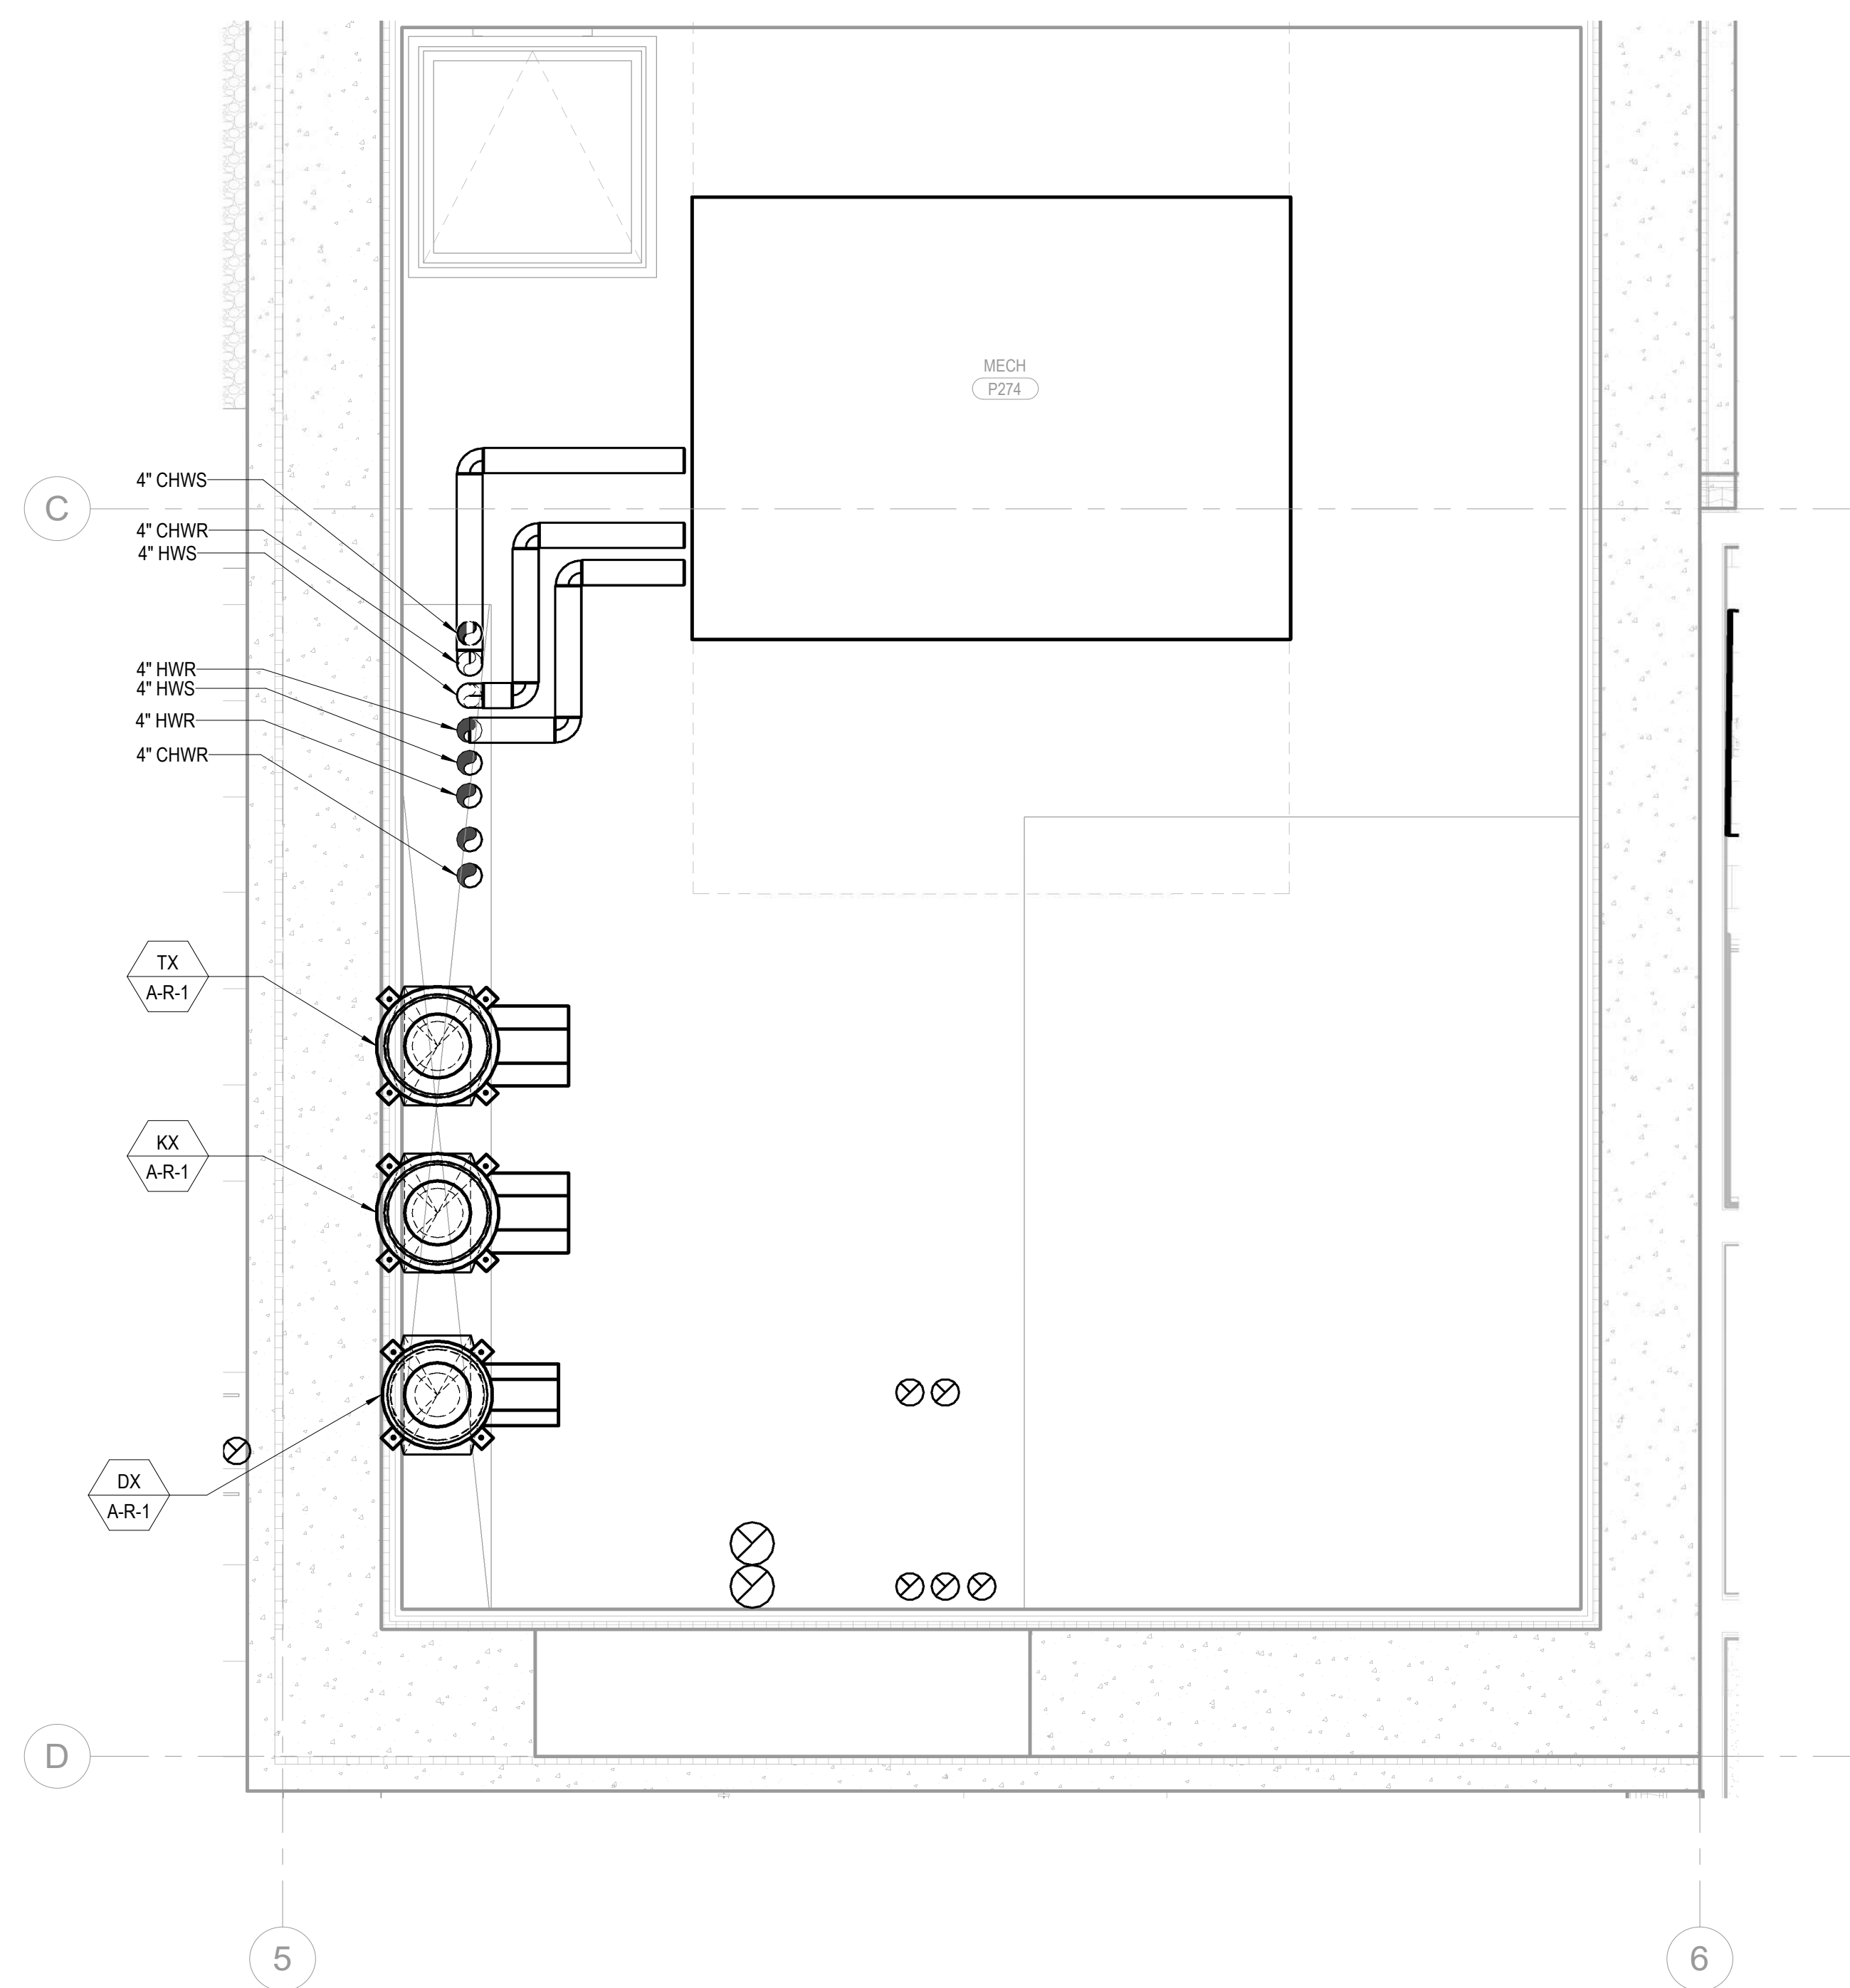 MECH
P274
4" CHWS
C
4" CHWR
4" HWS
4" HWR
4" HWS
4" HWR
4" CHWR
TX
A-R-1
KX
A-R-1
DX
A-R-1
D
5
6